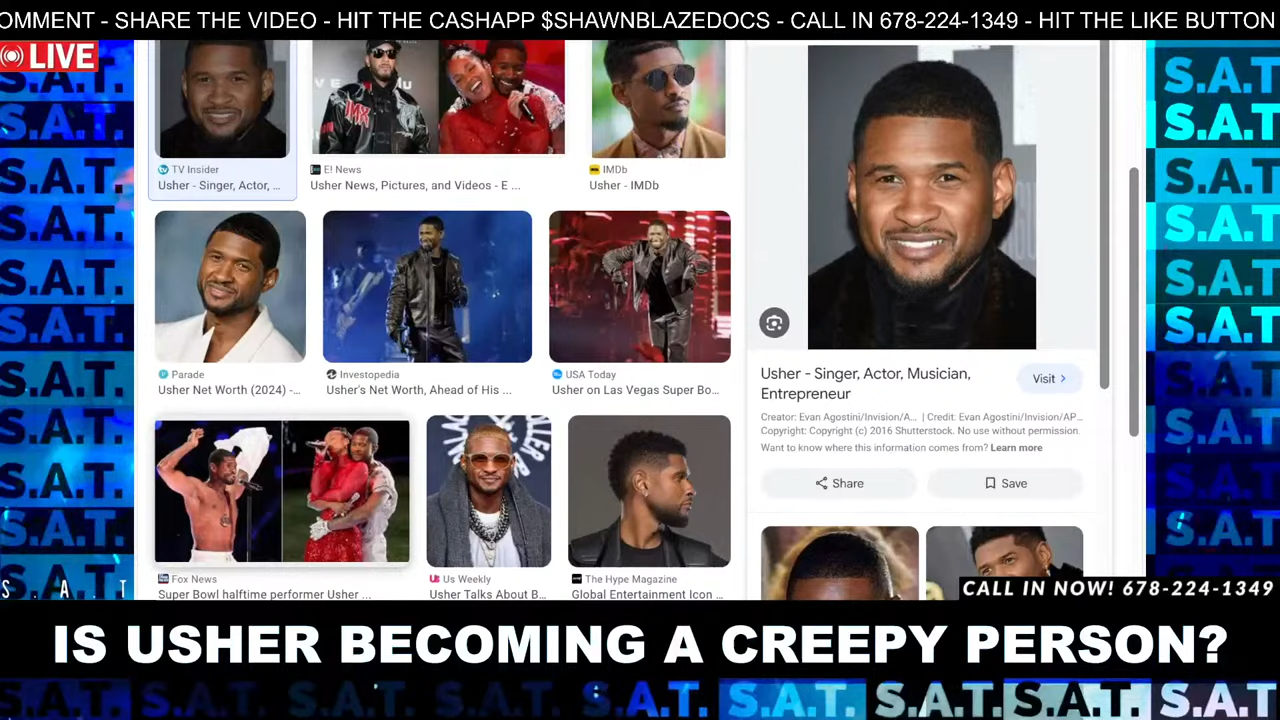 OMMENT - SHARE THE VIDEO - HIT THE CASHAPP $SHAWNBLAZEDOCS - CALL IN 678-224-1349 - HIT THE LIKE BUTTON
LIVE
TV Insider
Usher - Singer, Actor, ...
E! News
Usher News, Pictures, and Videos - E ...
IMDb
Usher - IMDb
Parade
Usher Net Worth (2024) -...
Investopedia
Usher's Net Worth, Ahead of His ...
USA Today
Usher on Las Vegas Super Bo...
Fox News
Super Bowl halftime performer Usher ...
Us Weekly
Usher Talks About B...
The Hype Magazine
Global Entertainment Icon ...
Usher - Singer, Actor, Musician,
Entrepreneur
Visit
Creator: Evan Agostini/Invision/A... | Credit: Evan Agostini/Invision/AP...
Copyright: Copyright (c) 2016 Shutterstock. No use without permission.
Want to know where this information comes from? Learn more
Share
Save
S.A.T.
S.A.T.
S.A.T.
S.A.T.
S.A.T.
S.A.T.
S.A.T.
S.A.T.
S.A.T.
S.A.T
S.A.T
S.A.T
S.A.T
S.A.T
S.A.T
S.A.T
S.A.T
S.A.T
S . A . T
CALL IN NOW! 678-224-1349
IS USHER BECOMING A CREEPY PERSON?
S.A.T. S.A.T. S.A.T. S.A.T. S.A.T